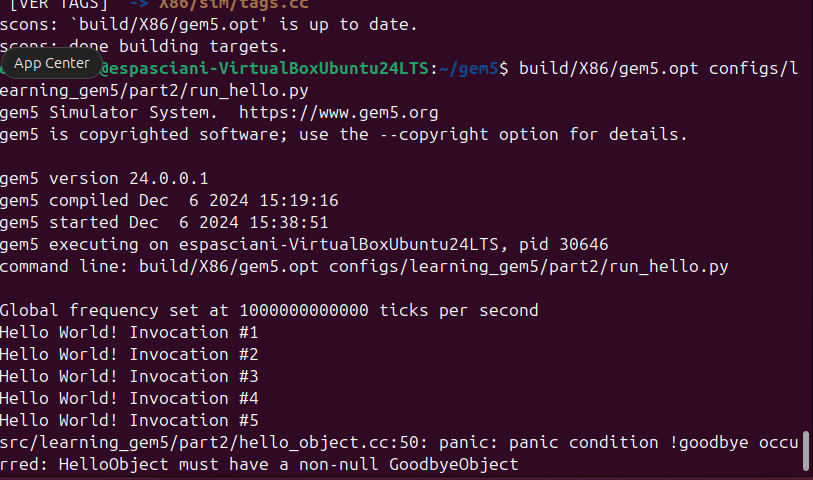 [VER TAGS] -> X86/sim/tags.cc
scons: `build/X86/gem5.opt' is up to date.
scons: done building targets.
App Center
@espasciani-VirtualBoxUbuntu24LTS:~/gem5$ build/X86/gem5.opt configs/l
earning_gem5/part2/run_hello.py
gem5 Simulator System.  https://www.gem5.org
gem5 is copyrighted software; use the --copyright option for details.
gem5 version 24.0.0.1
gem5 compiled Dec  6 2024 15:19:16
gem5 started Dec  6 2024 15:38:51
gem5 executing on espasciani-VirtualBoxUbuntu24LTS, pid 30646
command line: build/X86/gem5.opt configs/learning_gem5/part2/run_hello.py
Global frequency set at 1000000000000 ticks per second
Hello World! Invocation #1
Hello World! Invocation #2
Hello World! Invocation #3
Hello World! Invocation #4
Hello World! Invocation #5
src/learning_gem5/part2/hello_object.cc:50: panic: panic condition !goodbye occu
rred: HelloObject must have a non-null GoodbyeObject